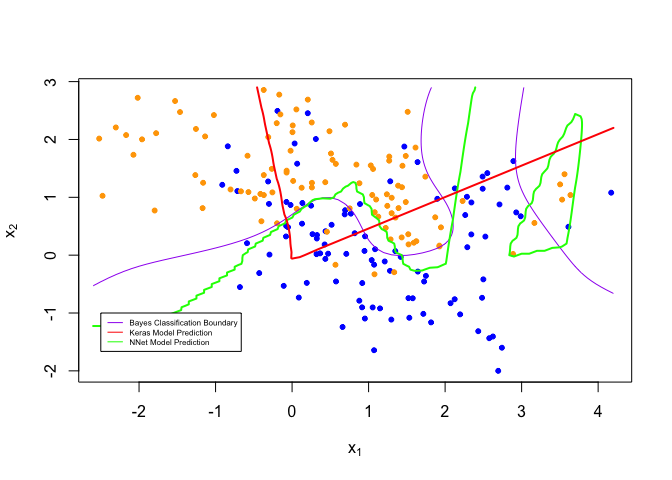 3
2
1
0
-1
-2
x2
Bayes Classification Boundary
Keras Model Prediction
NNet Model Prediction
-2 -1 0 1 2 3 4
x1